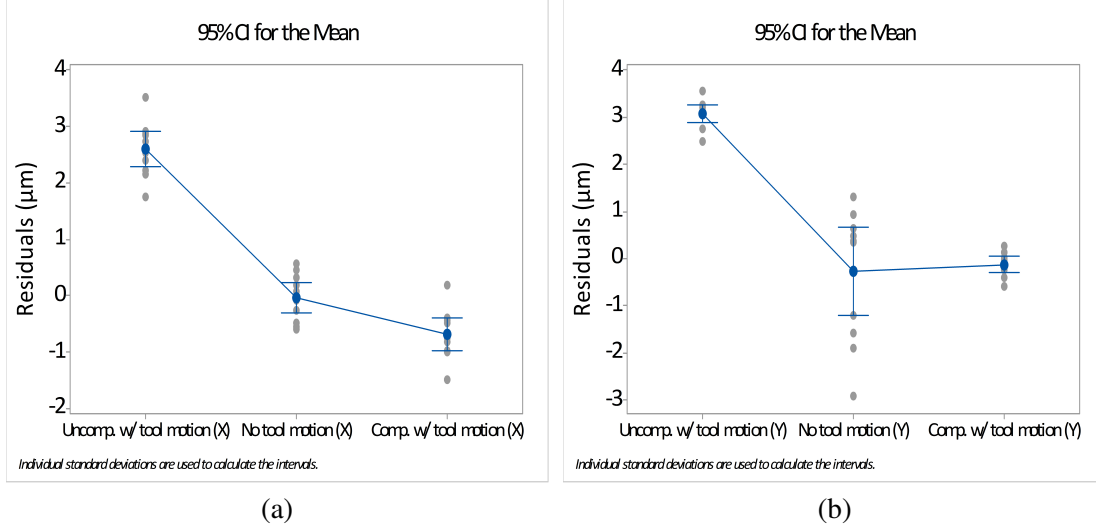 95% CI for the Mean
4
3
2
1
0
-1
-2
Residuals (μm)
Uncomp. w/ tool motion (X) No tool motion (X) Comp. w/ tool motion (X)
Individual standard deviations are used to calculate the intervals.
(a)
95% CI for the Mean
4
3
2
1
0
-1
-2
-3
Residuals (μm)
Uncomp. w/ tool motion (Y) No tool motion (Y) Comp. w/ tool motion (Y)
Individual standard deviations are used to calculate the intervals.
(b)